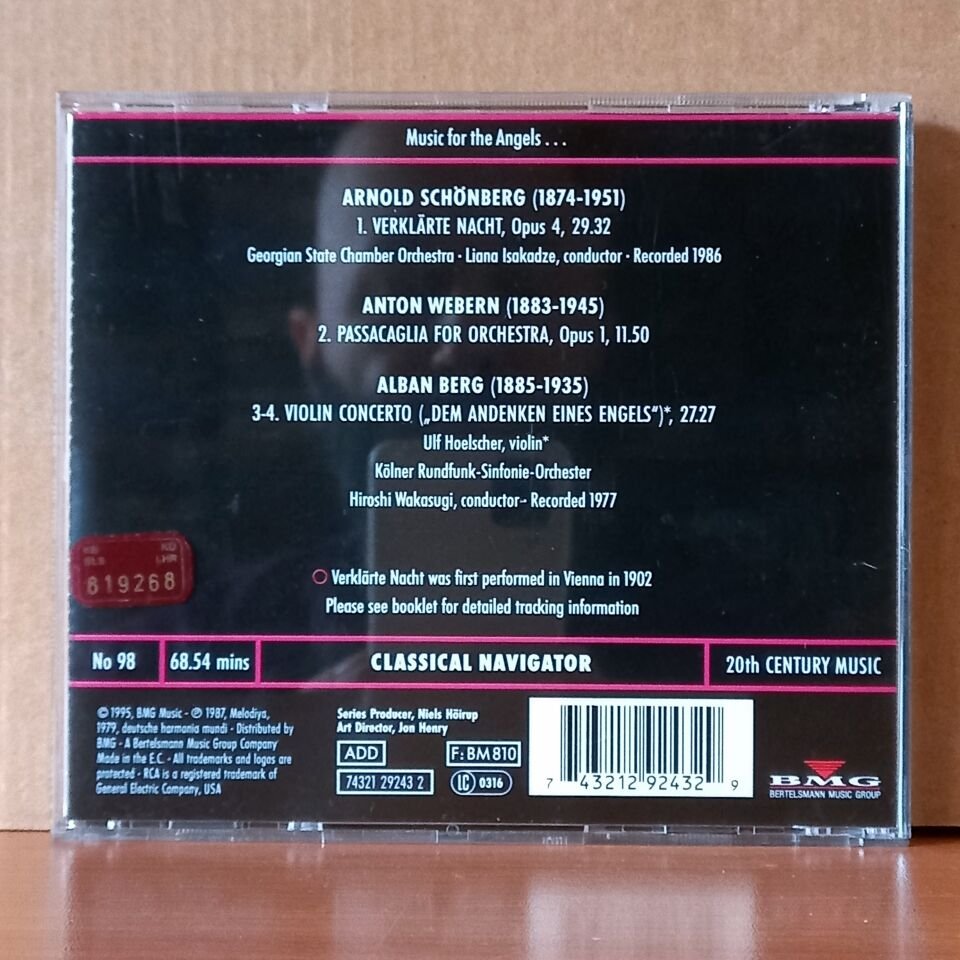 Music for the Angels . . .
ARNOLD SCHÖNBERG (1874-1951)
1. VERKLÄRTE NACHT, Opus 4, 29.32
Georgian State Chamber Orchestra · Liana Isakadze, conductor · Recorded 1986
ANTON WEBERN (1883-1945)
2. PASSACAGLIA FOR ORCHESTRA, Opus 1, 11.50
ALBAN BERG (1885-1935)
3-4. VIOLIN CONCERTO („DEM ANDENKEN EINES ENGELS“)*, 27.27
Ulf Hoelscher, violin*
Kölner Rundfunk-Sinfonie-Orchester
Hiroshi Wakasugi, conductor- Recorded 1977
819268
Verklärte Nacht was first performed in Vienna in 1902
Please see booklet for detailed tracking information
No 98 68.54 mins CLASSICAL NAVIGATOR 20th CENTURY MUSIC
© 1995, BMG Music - ℗ 1987, Melodiya,
1979, deutsche harmonia mundi - Distributed by
BMG - A Bertelsmann Music Group Company
Made in the E.C. - All trademarks and logos are
protected - RCA is a registered trademark of
General Electric Company, USA
Series Producer, Niels Höirup
Art Director, Jon Henry
ADD F: BM 810
74321 29243 2 LC 0316
7 43212 92432 9
BMG
BERTELSMANN MUSIC GROUP